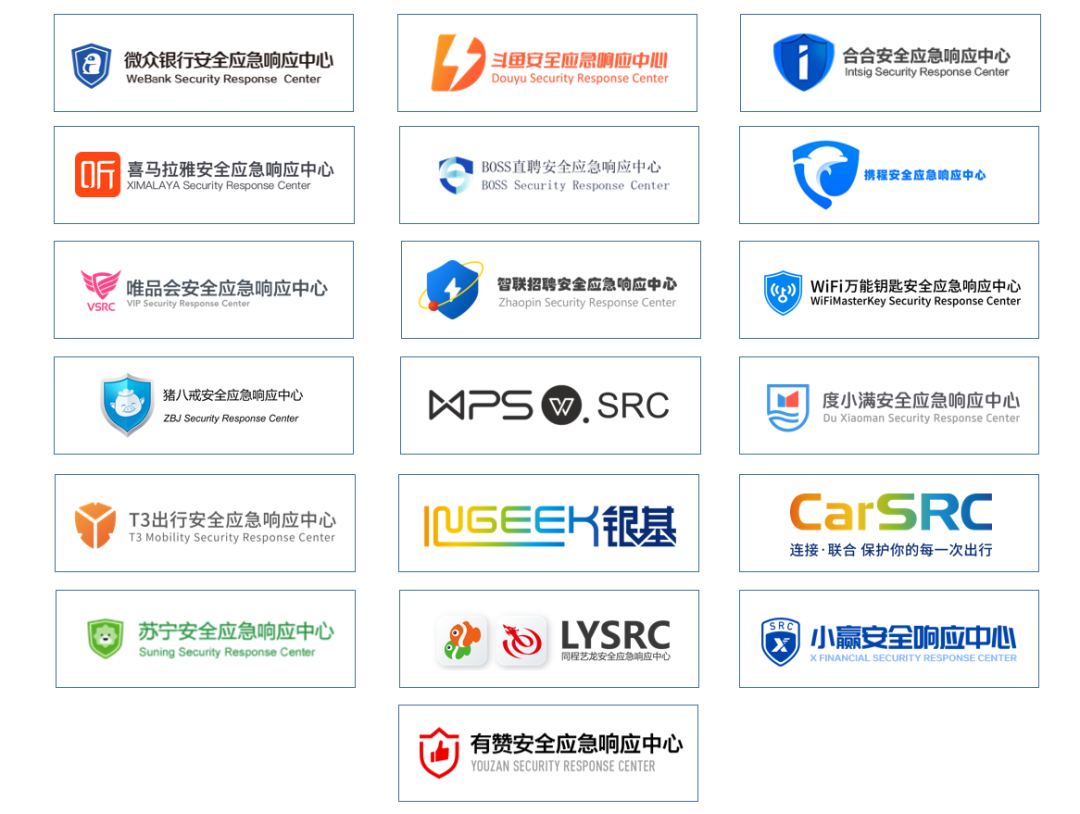 微众银行安全应急响应中心
WeBank Security Response Center
斗鱼安全应急响应中心
Douyu Security Response Center
i
合合安全应急响应中心
Intsig Security Response Center
听
喜马拉雅安全应急响应中心
XIMALAYA Security Response Center
BOSS直聘安全应急响应中心
BOSS Security Response Center
携程安全应急响应中心
VSRC
唯品会安全应急响应中心
VIP Security Response Center
智联招聘安全应急响应中心
Zhaopin Security Response Center
WiFi万能钥匙安全应急响应中心
WiFiMasterKey Security Response Center
猪八戒安全应急响应中心
ZBJ Security Response Center
WPS W.SRC
度小满安全应急响应中心
Du Xiaoman Security Response Center
T3出行安全应急响应中心
T3 Mobility Security Response Center
INGEEK银基
CarSRC
连接·联合 保护你的每一次出行
苏宁安全应急响应中心
Suning Security Response Center
LYSRC
同程艺龙安全应急响应中心
SRC
X
小赢安全响应中心
X FINANCIAL SECURITY RESPONSE CENTER
有赞安全应急响应中心
YOUZAN SECURITY RESPONSE CENTER